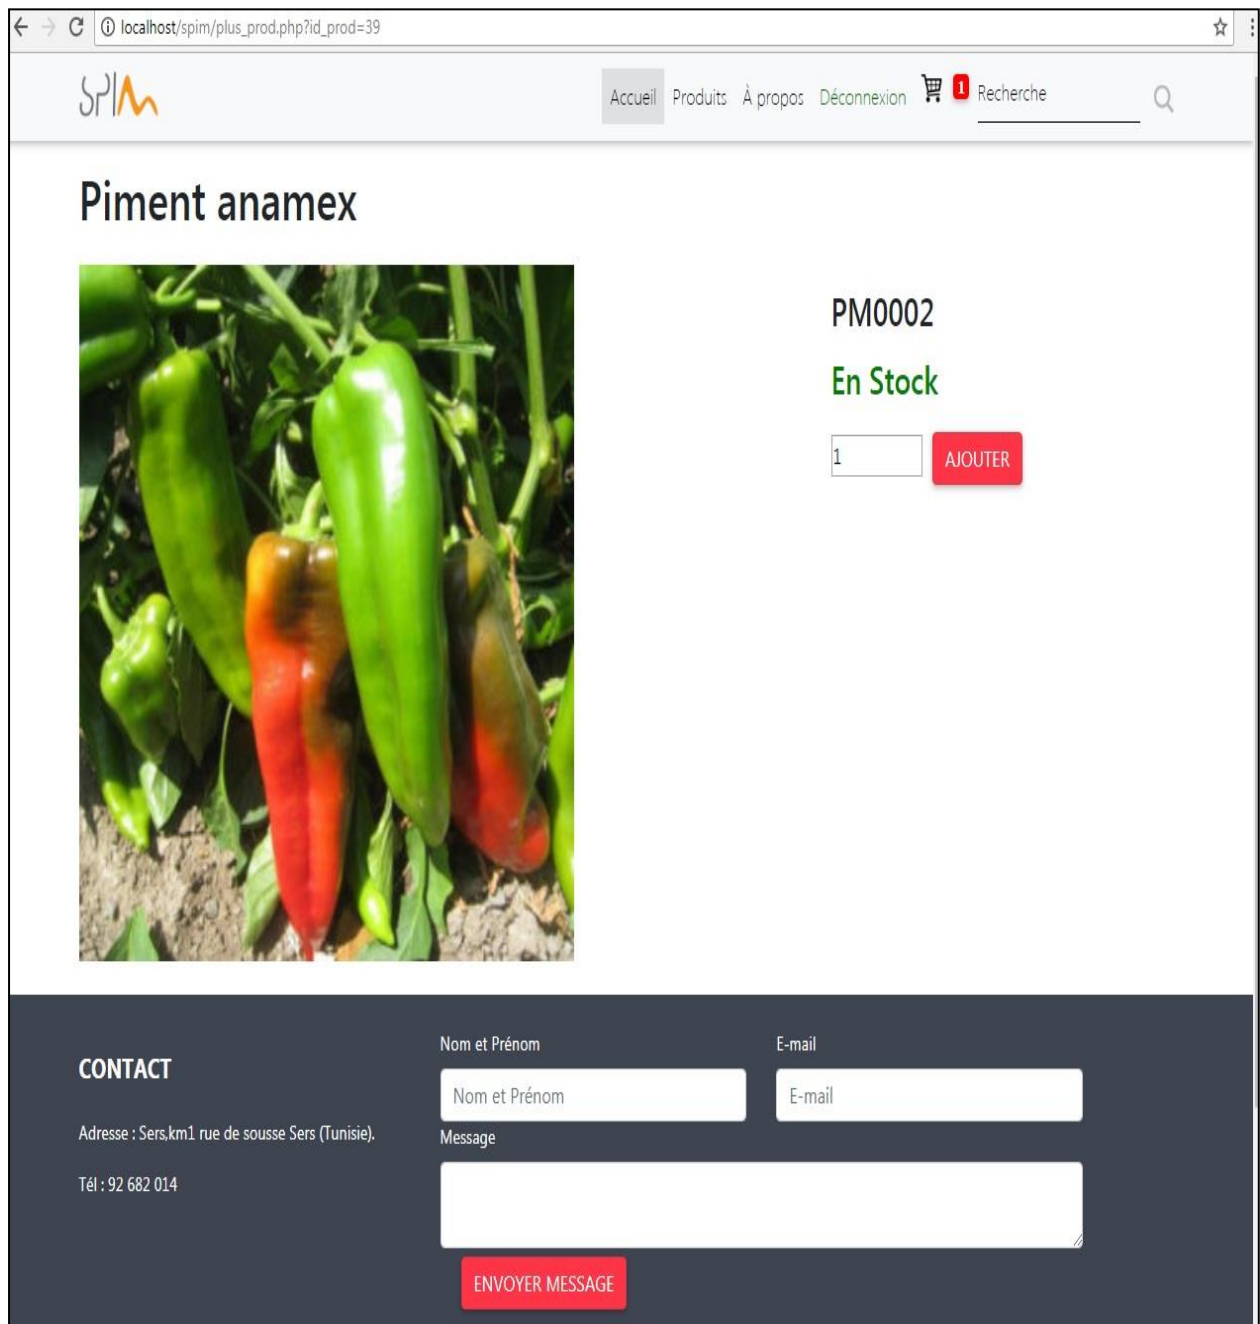 localhost/spim/plus_prod.php?id_prod=39
SPIM
Accueil Produits À propos Déconnexion 1 Recherche
Piment anamex
PM0002
En Stock
1 AJOUTER
CONTACT
Adresse : Sers,km1 rue de sousse Sers (Tunisie).
Tél : 92 682 014
Nom et Prénom E-mail
Nom et Prénom E-mail
Message
ENVOYER MESSAGE